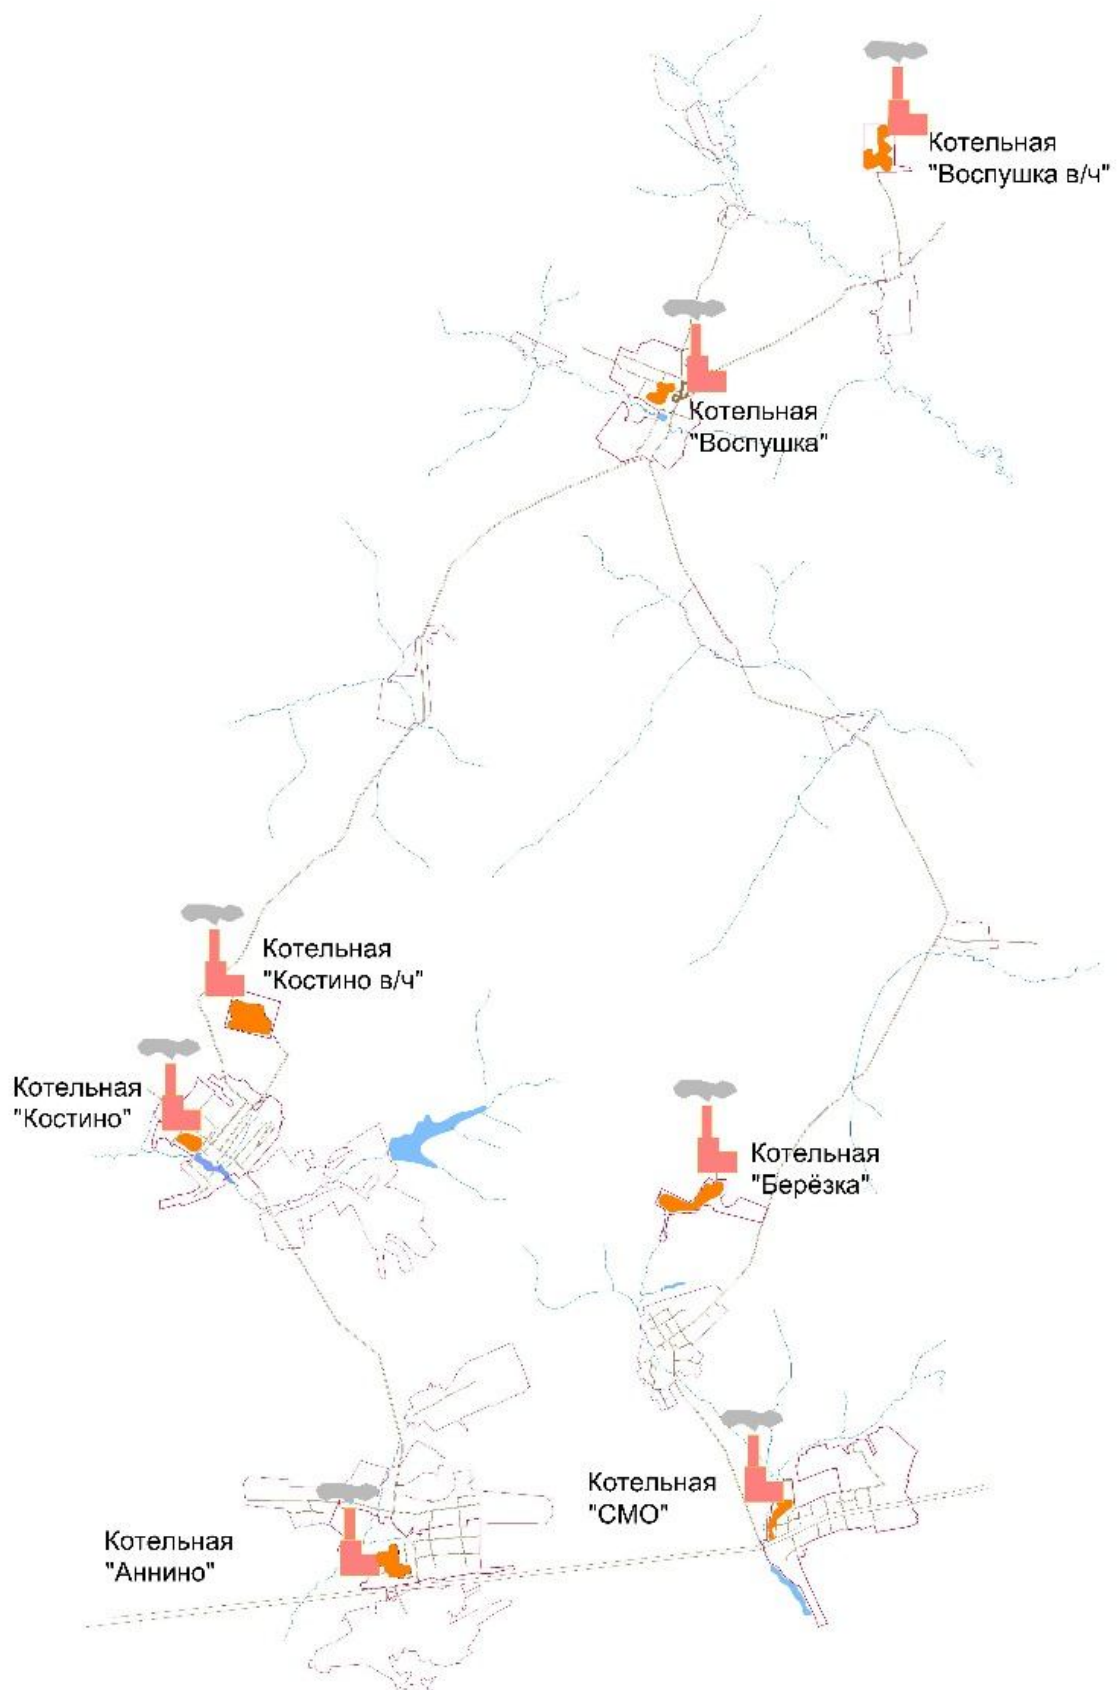 Котельная
"Воспушка в/ч"
Котельная
"Воспушка"
Котельная
"Костино в/ч"
Котельная
"Костино"
Котельная
"Берёзка"
Котельная
"СМО"
Котельная
"Аннино"